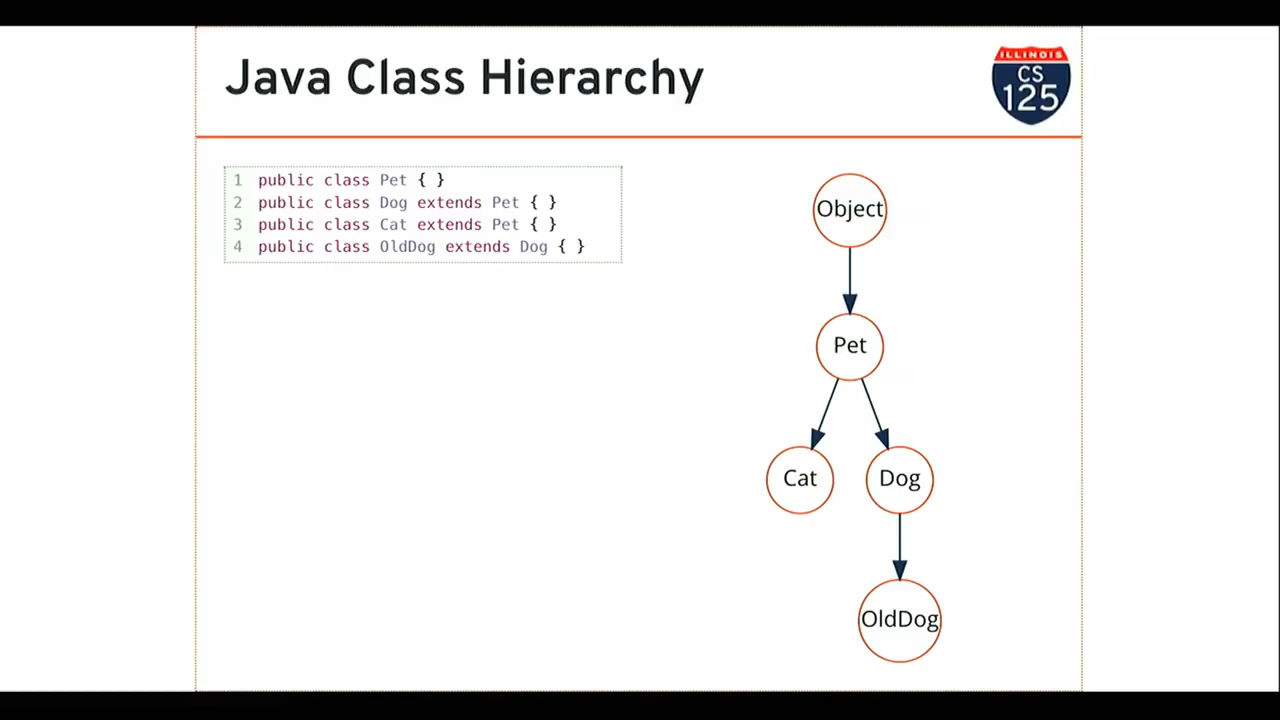 Java Class Hierarchy
ILLINOIS
CS
125
1 public class Pet { }
2 public class Dog extends Pet { }
3 public class Cat extends Pet { }
4 public class OldDog extends Dog { }
Object
Pet
Cat
Dog
OldDog